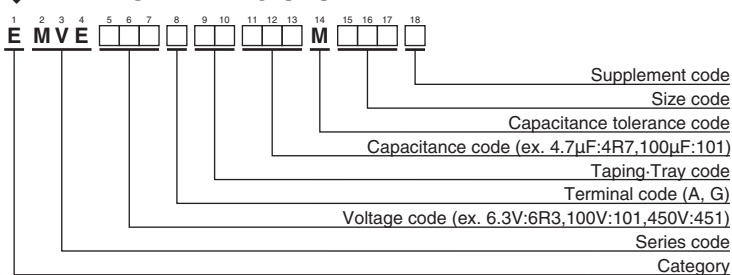 1 2 3 4 5 6 7 8 9 10 11 12 13 14 15 16 17 18
E M V E □□□ □ □□ □□□ M □□□ □
Supplement code
Size code
Capacitance tolerance code
Capacitance code (ex. 4.7μF:4R7,100μF:101)
Taping·Tray code
Terminal code (A, G)
Voltage code (ex. 6.3V:6R3,100V:101,450V:451)
Series code
Category